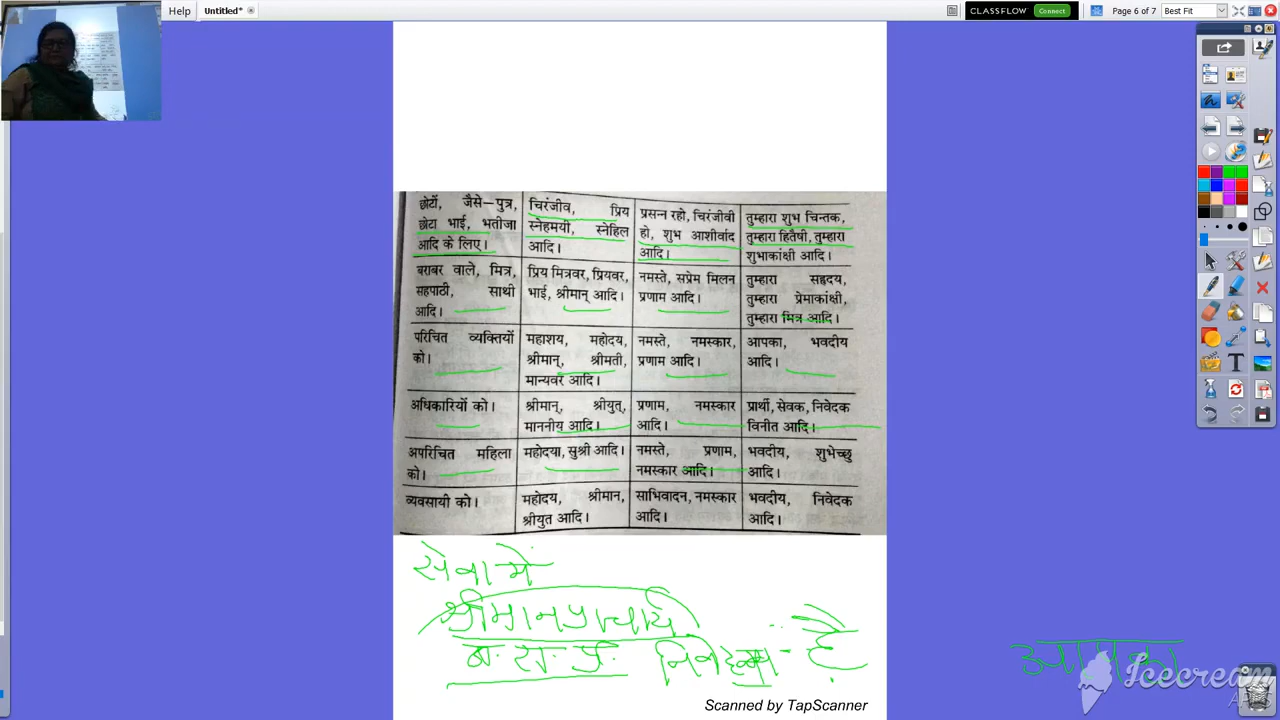 Help
Untitled*
CLASSFLOW
Connect
Page 6 of 7
Best Fit
छोटों, जैसे-पुत्र,
छोटा भाई, भतीजा
आदि के लिए।
चिरंजीव, प्रिय
स्नेहमयी, स्नेहिल
आदि।
प्रसन्न रहो, चिरंजीवी
हो, शुभ आशीर्वाद
आदि।
तुम्हारा शुभ चिन्तक,
तुम्हारा हितैषी, तुम्हारा
शुभाकांक्षी आदि।
बराबर वाले, मित्र,
सहपाठी, साथी
आदि।
प्रिय मित्रवर, प्रियवर,
भाई, श्रीमान् आदि।
नमस्ते, सप्रेम मिलन
प्रणाम आदि।
तुम्हारा सहृदय,
तुम्हारा प्रेमाकांक्षी,
तुम्हारा मित्र आदि।
परिचित व्यक्तियों
को।
महाशय, महोदय,
श्रीमान्, श्रीमती,
मान्यवर आदि।
नमस्ते, नमस्कार,
प्रणाम आदि।
आपका, भवदीय
आदि।
अधिकारियों को।
श्रीमान्, श्रीयुत्,
माननीय आदि।
प्रणाम, नमस्कार
आदि।
प्रार्थी, सेवक, निवेदक
विनीत आदि।
अपरिचित महिला
को।
महोदया, सुश्री आदि।
नमस्ते, प्रणाम,
नमस्कार आदि।
भवदीय, शुभेच्छु
आदि।
व्यवसायी को।
महोदय, श्रीमान,
श्रीयुत आदि।
साभिवादन, नमस्कार
आदि।
भवदीय, निवेदक
आदि।
सेवा में
श्रीमान प्राचार्य
है
Scanned by TapScanner
Icecream
APPS